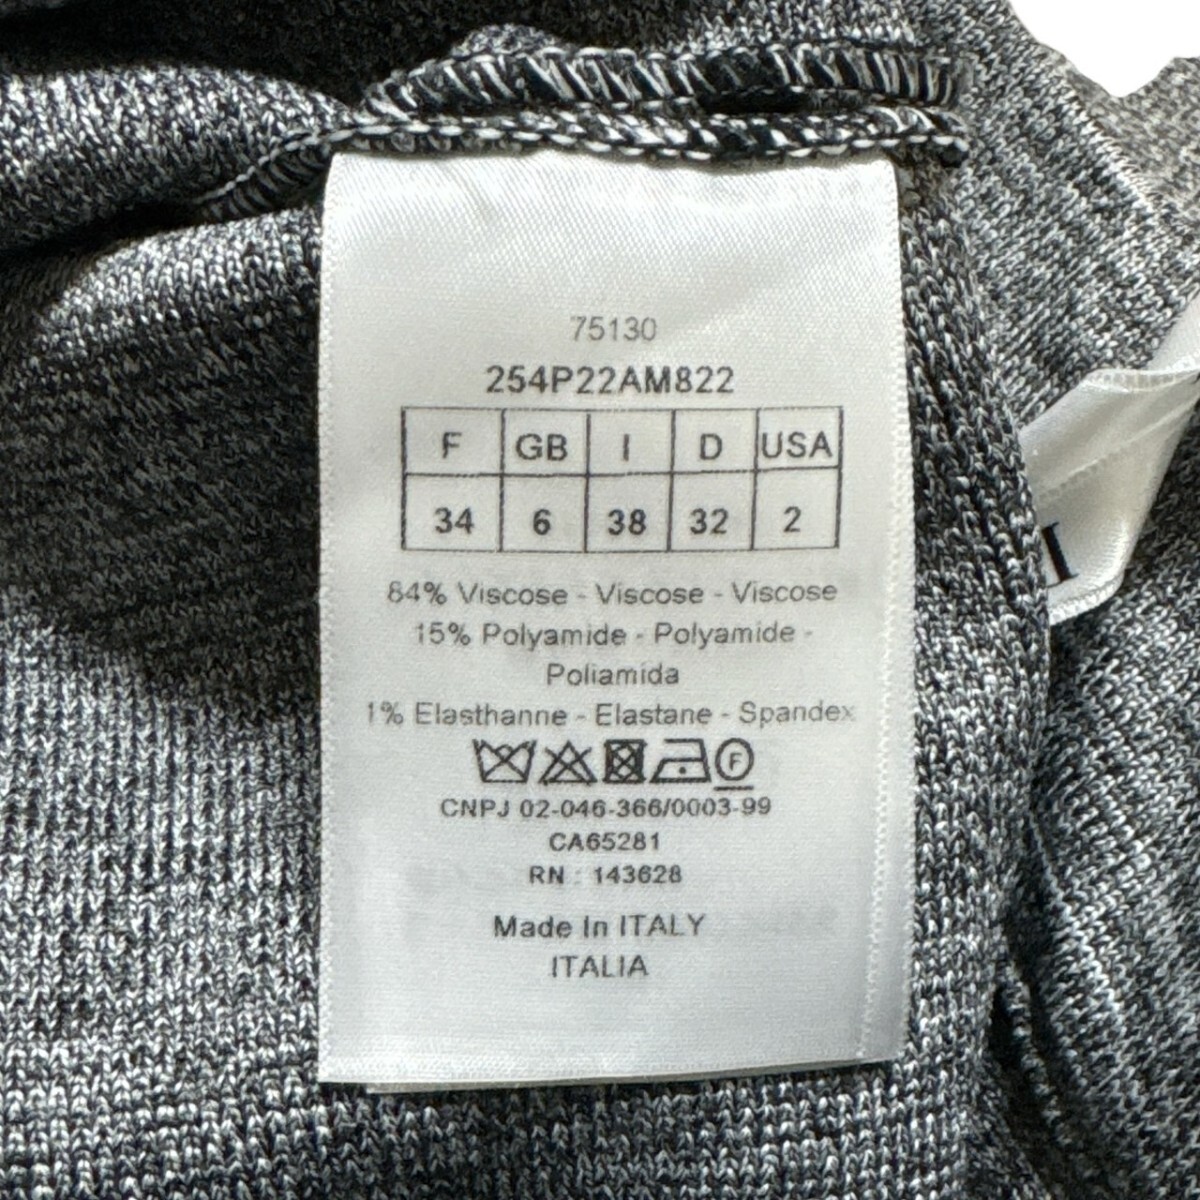 75130
254P22AM822
F GB I D USA
34 6 38 32 2
84% Viscose - Viscose - Viscose
15% Polyamide - Polyamide -
Poliamida
1% Elasthanne - Elastane - Spandex
F
CNPJ 02-046-366/0003-99
CA65281
RN : 143628
Made In ITALY
ITALIA